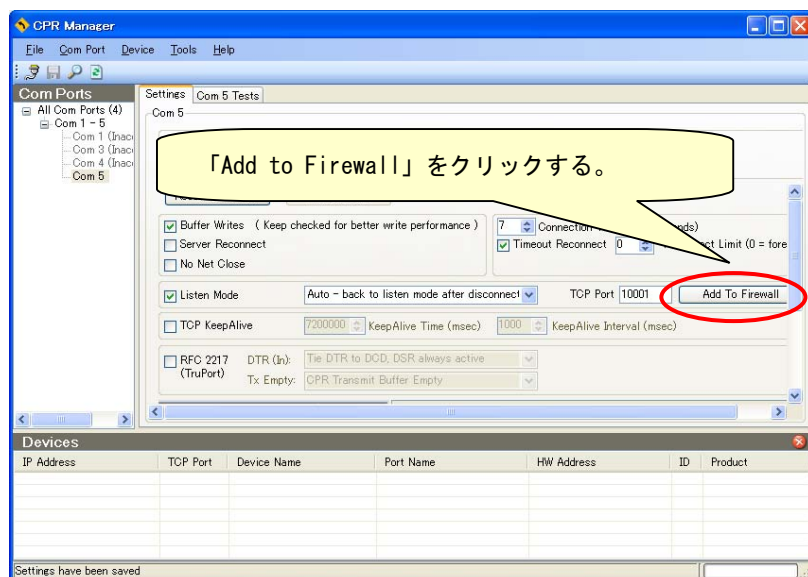 CPR Manager
File Com Port Device Tools Help
Com Ports
All Com Ports (4)
Com 1 - 5
Com 1 (Inac
Com 3 (Inac
Com 4 (Inac
Com 5
Settings Com 5 Tests
Com 5
「Add to Firewall」をクリックする。
Buffer Writes ( Keep checked for better write performance )
7 Connection
nds)
Server Reconnect
Timeout Reconnect 0
ct Limit (0 = fore
No Net Close
Listen Mode Auto - back to listen mode after disconnect TCP Port 10001 Add To Firewall
TCP KeepAlive 7200000 KeepAlive Time (msec) 1000 KeepAlive Interval (msec)
RFC 2217 DTR (In): Tie DTR to DCD, DSR always active
(TruPort)
Tx Empty: CPR Transmit Buffer Empty
Devices
IP Address TCP Port Device Name Port Name HW Address ID Product
Settings have been saved